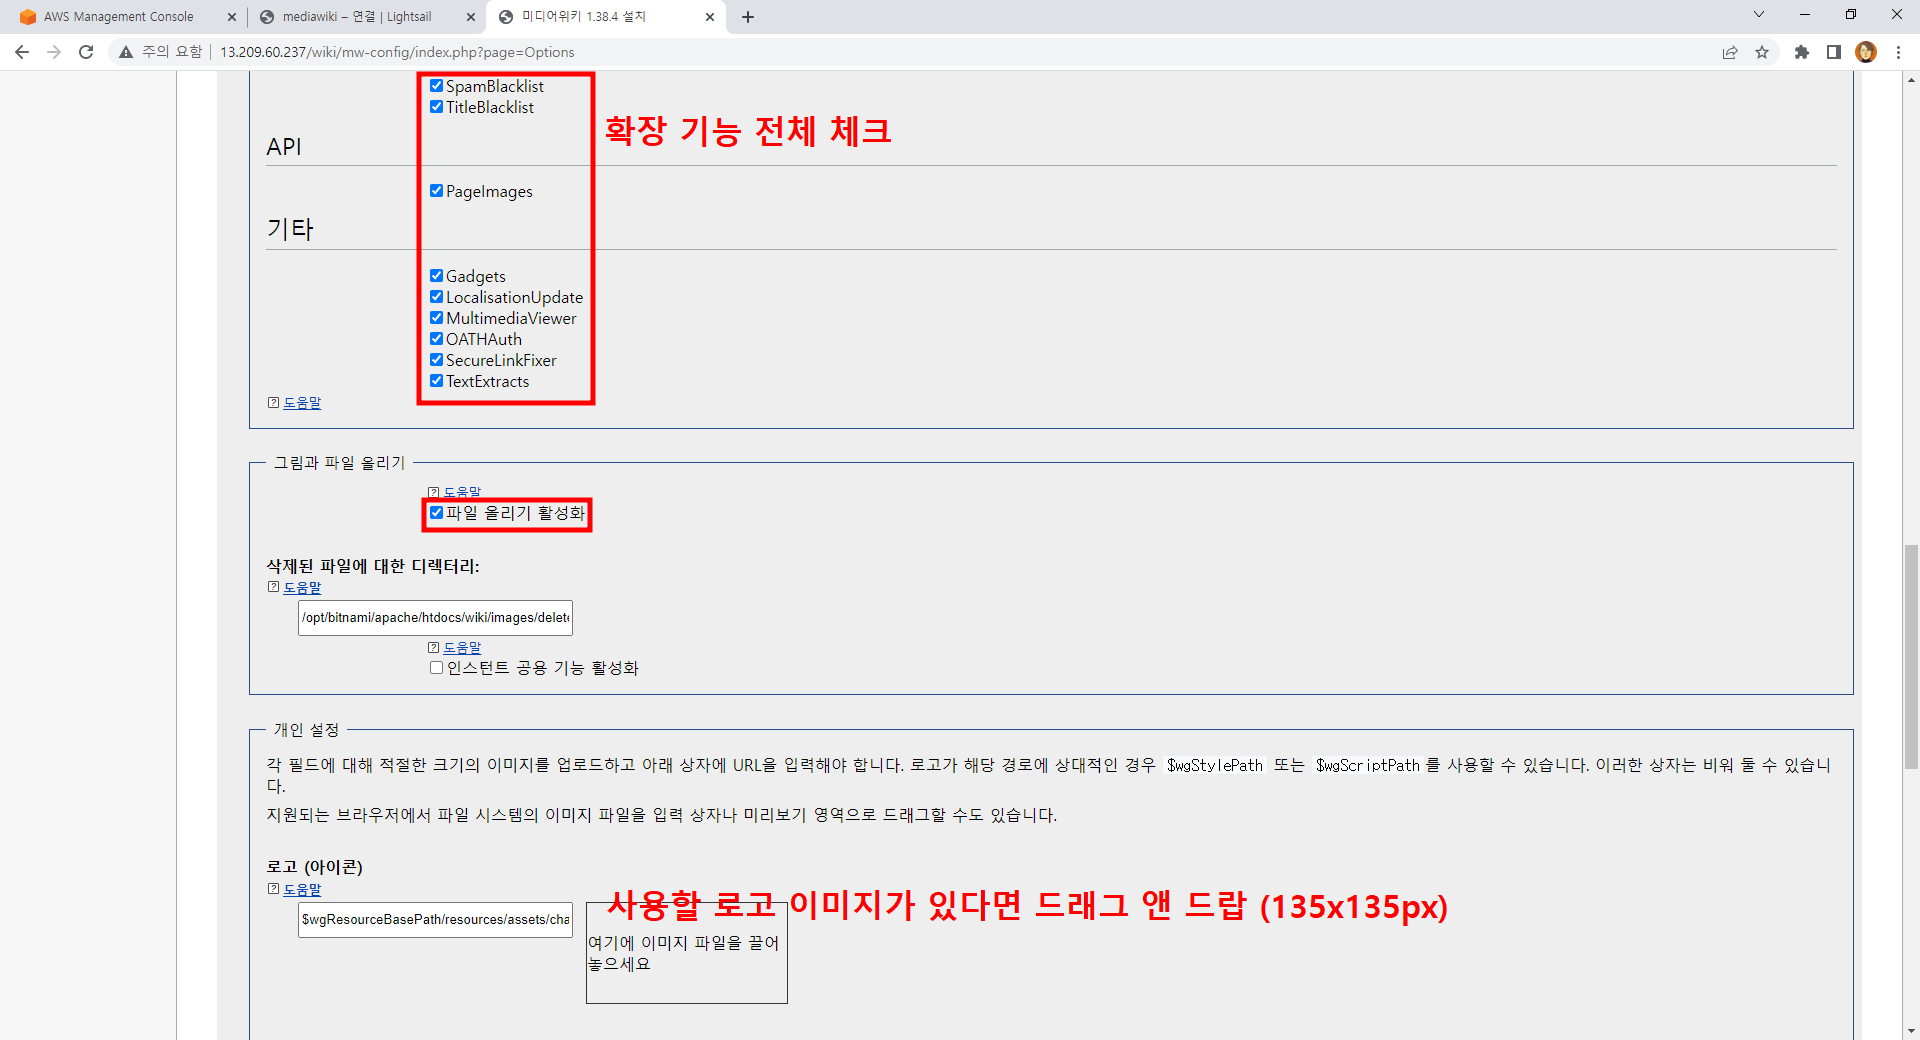 AWS Management Console
mediawiki – 연결 | Lightsail
미디어위키 1.38.4 설치
주의 요함
13.209.60.237/wiki/mw-config/index.php?page=Options
SpamBlacklist
TitleBlacklist
확장 기능 전체 체크
API
PageImages
기타
Gadgets
LocalisationUpdate
MultimediaViewer
OATHAuth
SecureLinkFixer
TextExtracts
? 도움말
그림과 파일 올리기
? 도움말
파일 올리기 활성화
삭제된 파일에 대한 디렉터리:
? 도움말
/opt/bitnami/apache/htdocs/wiki/images/delete
? 도움말
인스턴트 공용 기능 활성화
개인 설정
각 필드에 대해 적절한 크기의 이미지를 업로드하고 아래 상자에 URL을 입력해야 합니다. 로고가 해당 경로에 상대적인 경우 $wgStylePath 또는 $wgScriptPath를 사용할 수 있습니다. 이러한 상자는 비워 둘 수 있습니
다.
지원되는 브라우저에서 파일 시스템의 이미지 파일을 입력 상자나 미리보기 영역으로 드래그할 수도 있습니다.
로고 (아이콘)
? 도움말
사용할 로고 이미지가 있다면 드래그 앤 드랍 (135x135px)
$wgResourceBasePath/resources/assets/cha
여기에 이미지 파일을 끌어
놓으세요